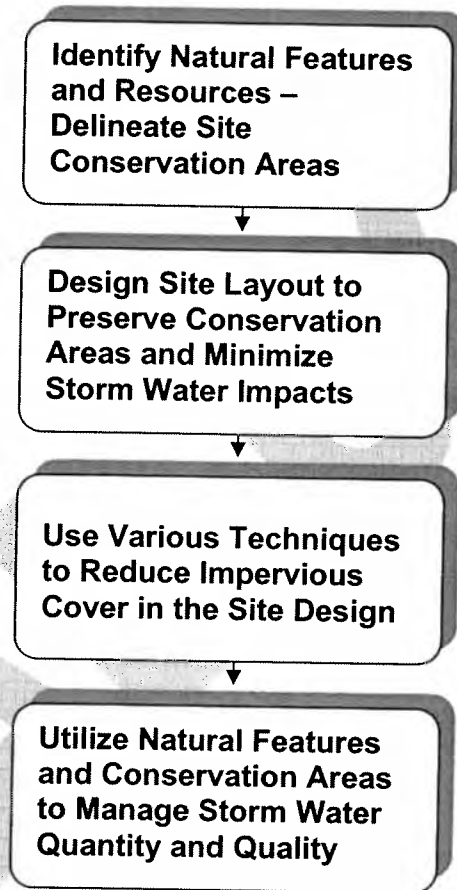 Identify Natural Features
and Resources –
Delineate Site
Conservation Areas
Design Site Layout to
Preserve Conservation
Areas and Minimize
Storm Water Impacts
Use Various Techniques
to Reduce Impervious
Cover in the Site Design
Utilize Natural Features
and Conservation Areas
to Manage Storm Water
Quantity and Quality